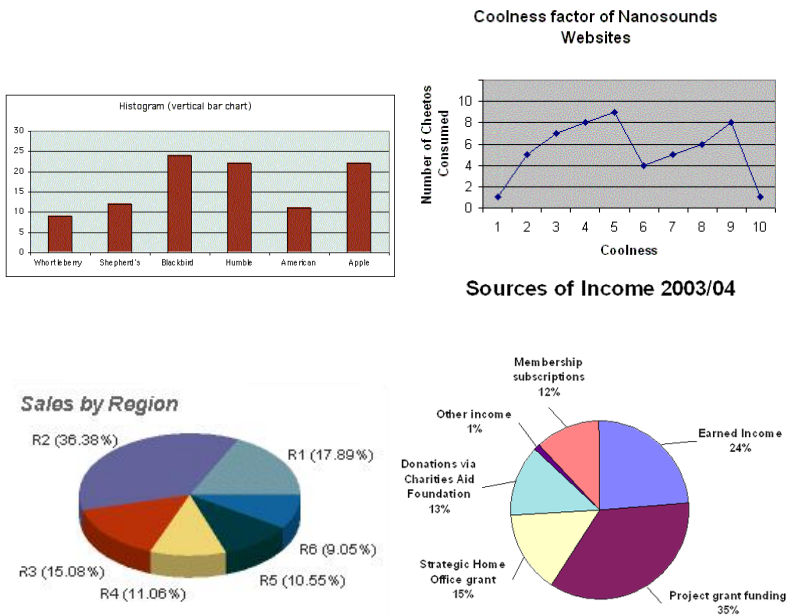 Histogram (vertical bar chart)
30
25
20
15
10
5
0
Whortleberry Shepherd's Blackbird Humble American Apple
Coolness factor of Nanosounds
Websites
Number of Cheetos
Consumed
10
8
6
4
2
0
1 2 3 4 5 6 7 8 9 10
Coolness
Sales by Region
R2 (36.38%)
R1 (17.89%)
R6 (9.05%)
R5 (10.55%)
R4 (11.06%)
R3 (15.08%)
Sources of Income 2003/04
Membership
subscriptions
12%
Other income
1%
Earned Income
24%
Donations via
Charities Aid
Foundation
13%
Strategic Home
Office grant
15%
Project grant funding
35%